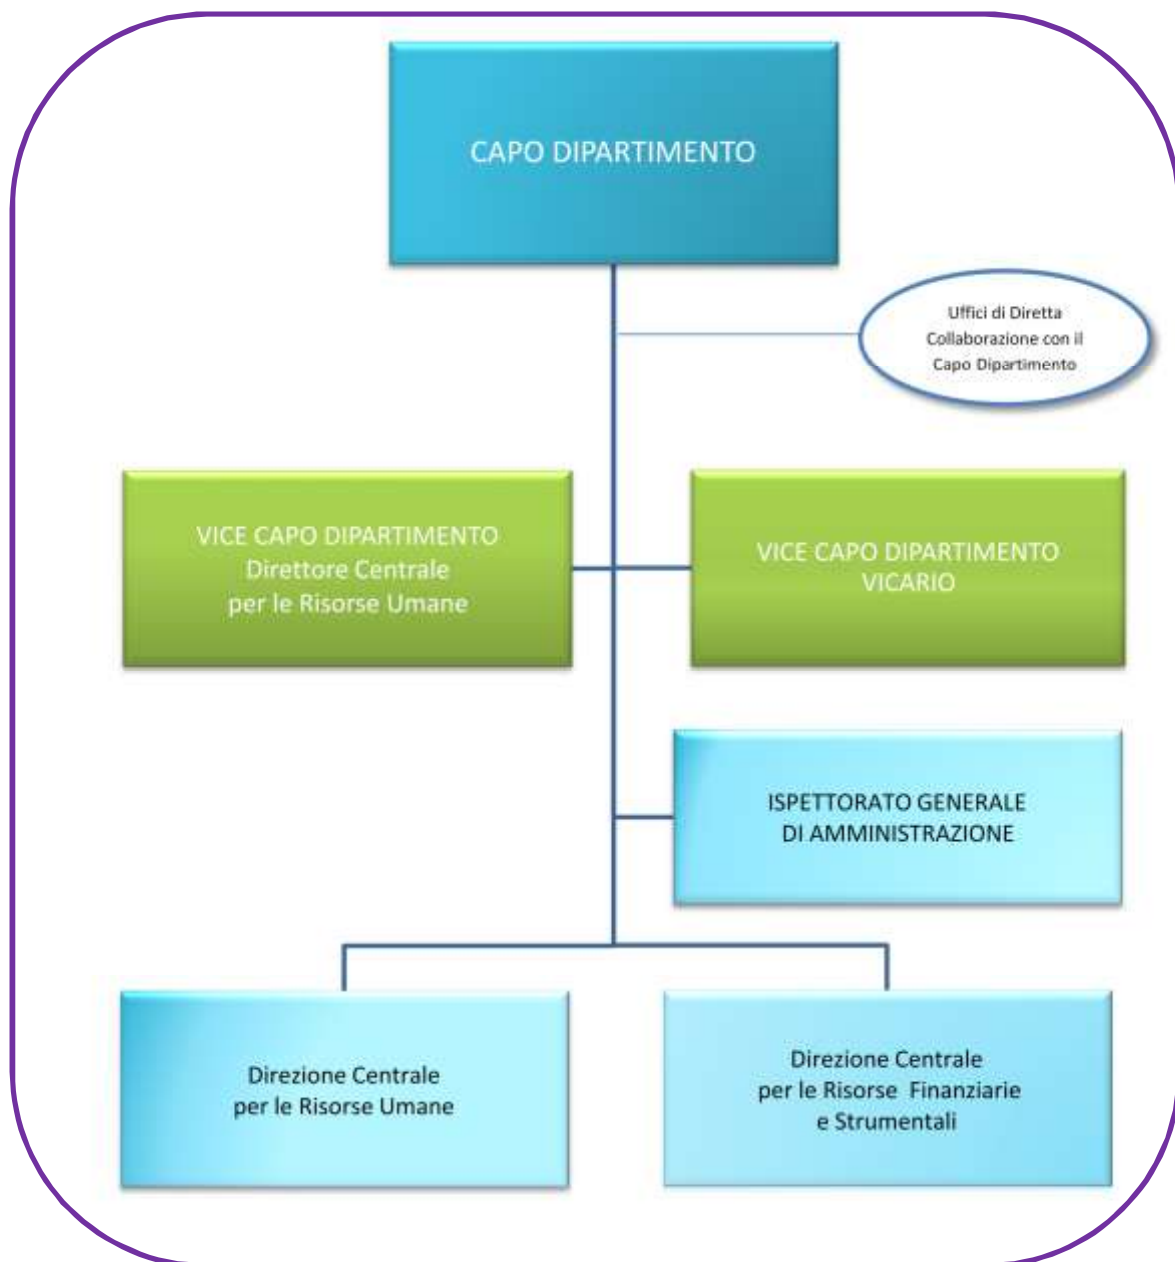 CAPO DIPARTIMENTO
Uffici di Diretta
Collaborazione con il
Capo Dipartimento
VICE CAPO DIPARTIMENTO
Direttore Centrale
per le Risorse Umane
VICE CAPO DIPARTIMENTO
VICARIO
ISPETTORATO GENERALE
DI AMMINISTRAZIONE
Direzione Centrale
per le Risorse Umane
Direzione Centrale
per le Risorse Finanziarie
e Strumentali